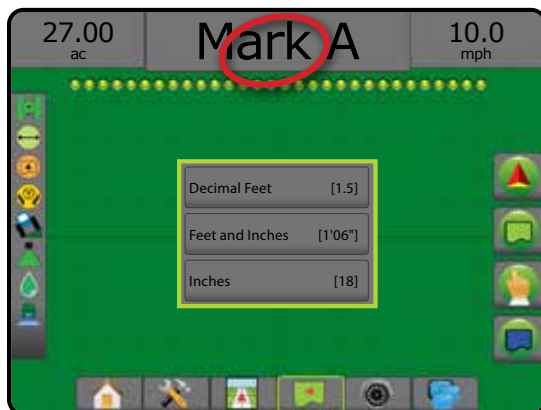 27.00
ac
Mark A
10.0
mph
Decimal Feet [1.5]
Feet and Inches [1'06"]
Inches [18]